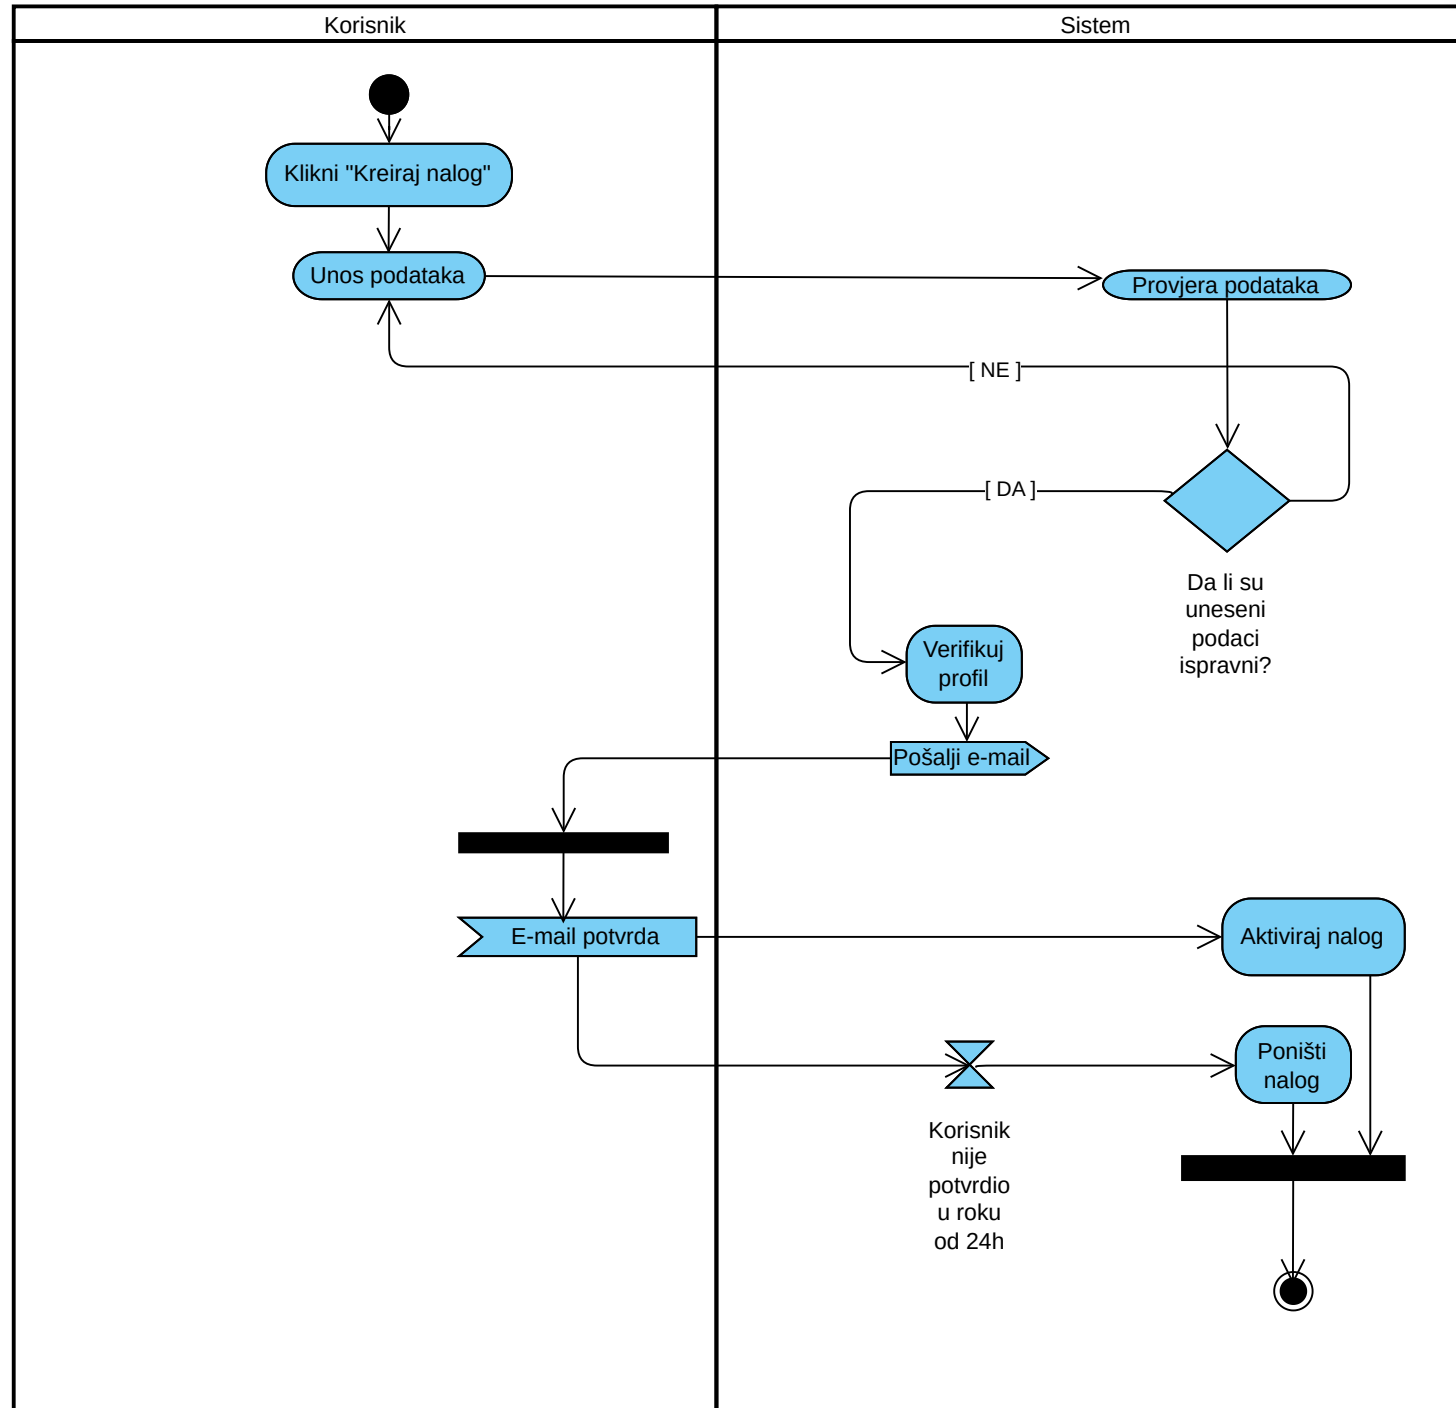 Korisnik
Sistem
Klikni "Kreiraj nalog"
Unos podataka
Provjera podataka
[ NE ]
[ DA ]
Da li su
uneseni
podaci
ispravni?
Verifikuj
profil
Pošalji e-mail
E-mail potvrda
Aktiviraj nalog
Poništi
nalog
Korisnik
nije
potvrdio
u roku
od 24h